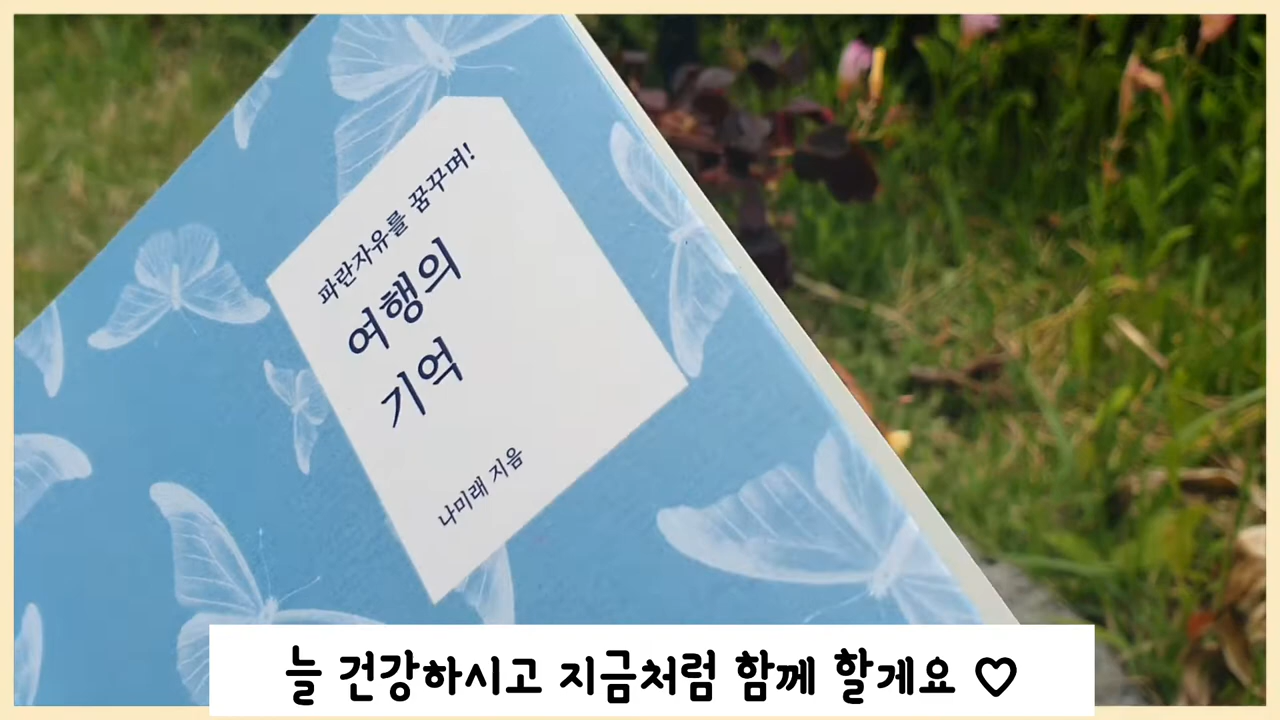 파란자유를 꿈꾸며!
여행의
기억
나미래 지음
늘 건강하시고 지금처럼 함께 할게요 ♡